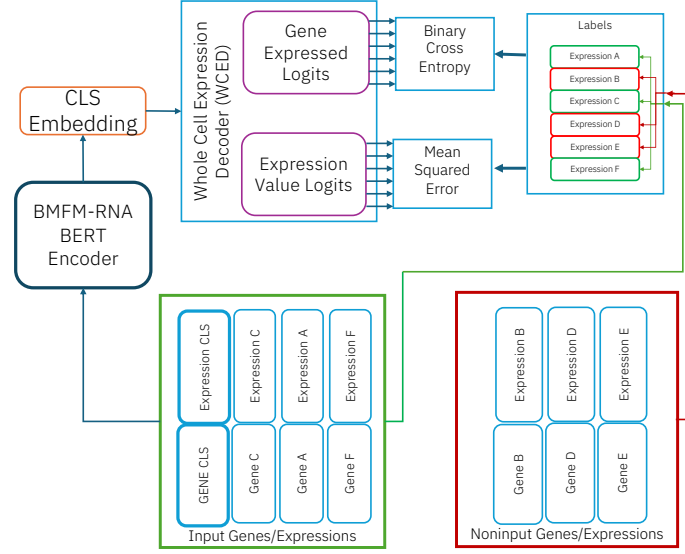 Gene
Expressed
Logits
Binary
Cross
Entropy
Labels
Expression A
Expression B
Expression C
Expression D
Expression E
Expression F
CLS
Embedding
Whole Cell Expression
Decoder (WCED)
Expression
Value Logits
Mean
Squared
Error
BMFM-RNA
BERT
Encoder
Expression CLS
Expression C
Expression A
Expression F
GENE CLS
Gene C
Gene A
Gene F
Input Genes/Expressions
Expression B
Expression D
Expression E
Gene B
Gene D
Gene E
Noninput Genes/Expressions